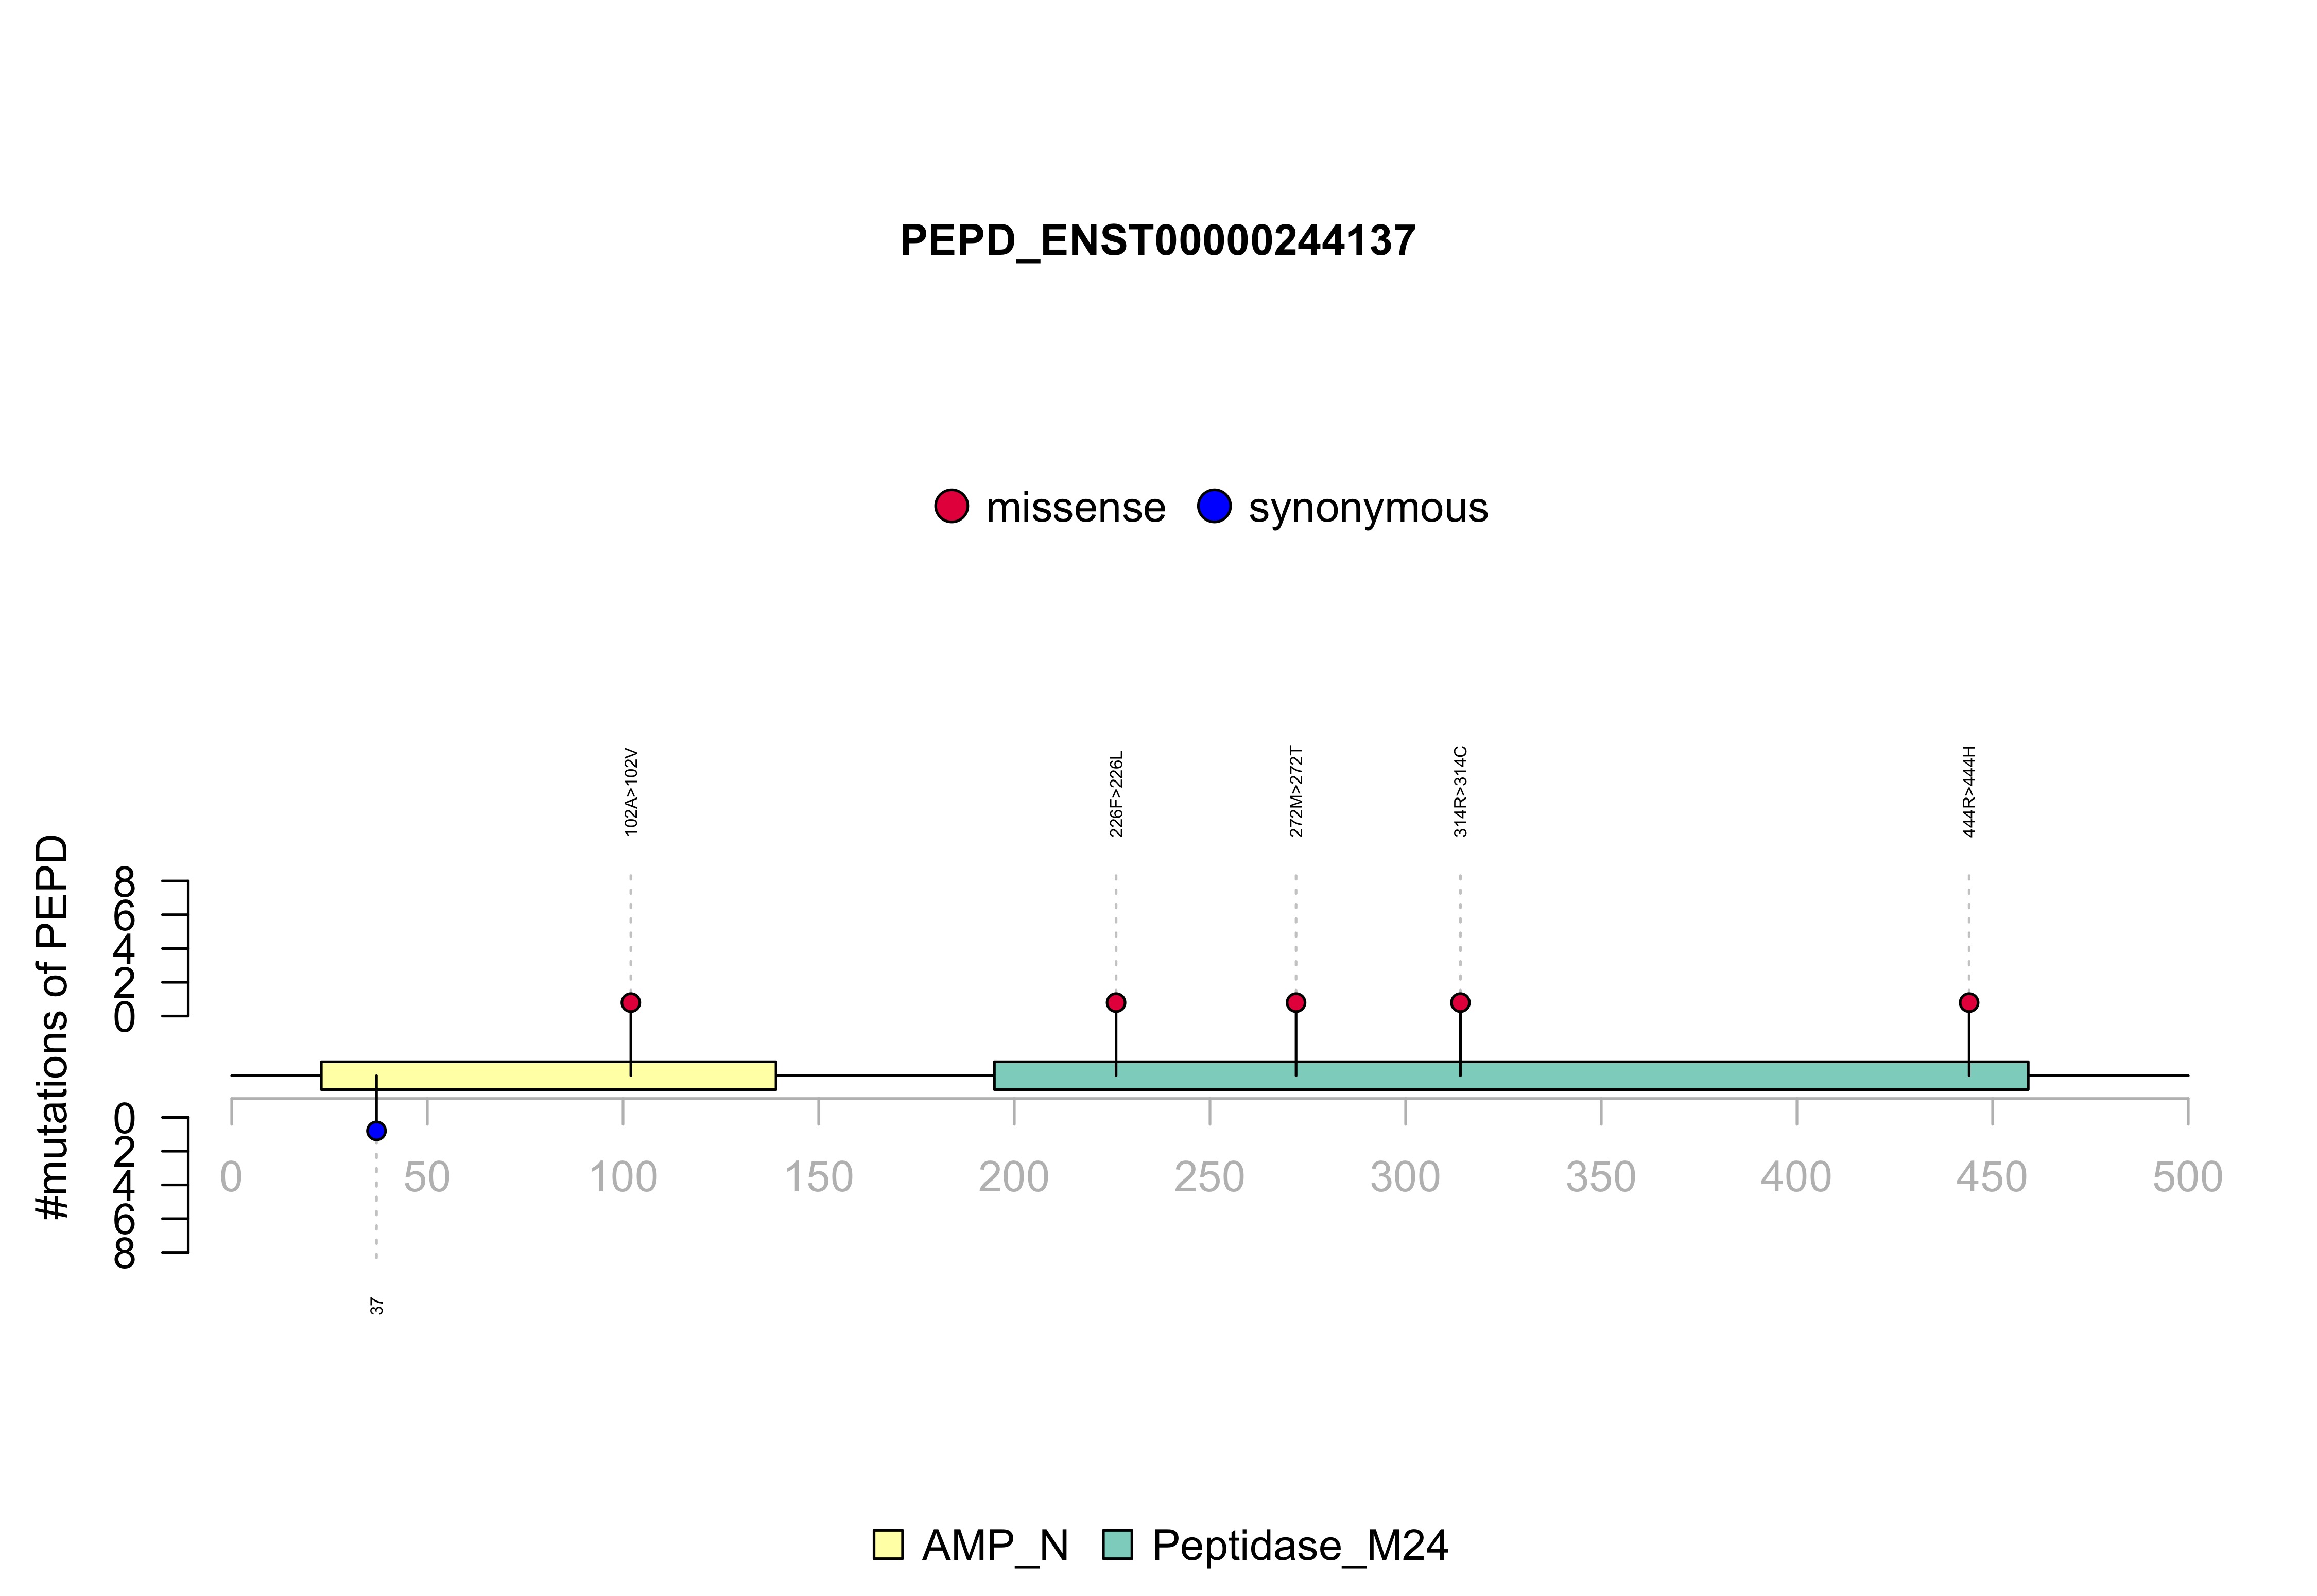 PEPD_ENST00000244137
missense synonymous
102A>102V
226F>226L
272M>272T
314R>314C
444R>444H
#mutations of PEPD
8
6
4
2
0
0
2
4
6
8
0 50 100 150 200 250 300 350 400 450 500
37
AMP_N Peptidase_M24